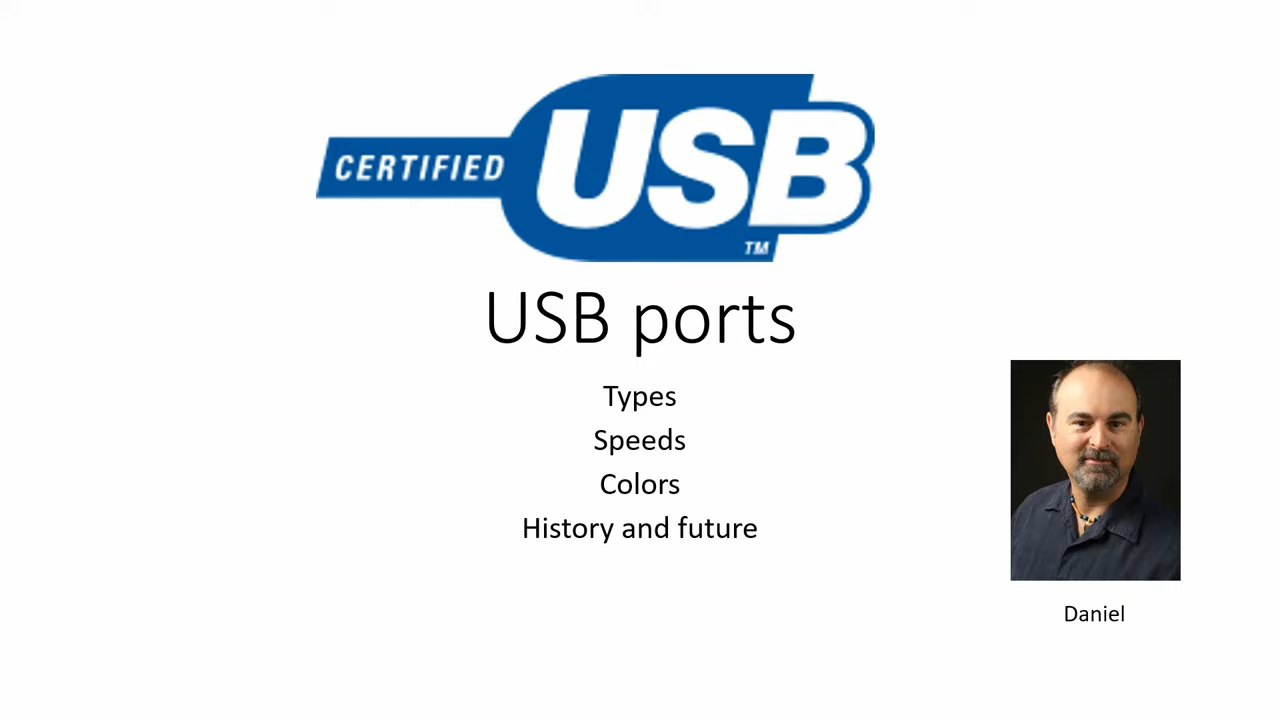 CERTIFIED USB TM
USB ports
Types
Speeds
Colors
History and future
Daniel